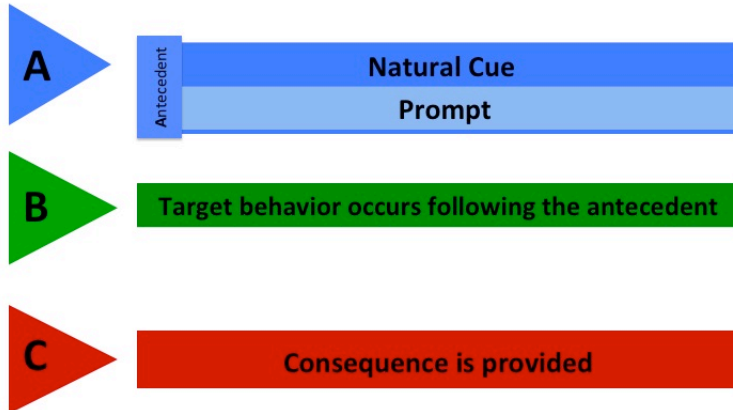 A
Antecedent
Natural Cue
Prompt
B
Target behavior occurs following the antecedent
C
Consequence is provided